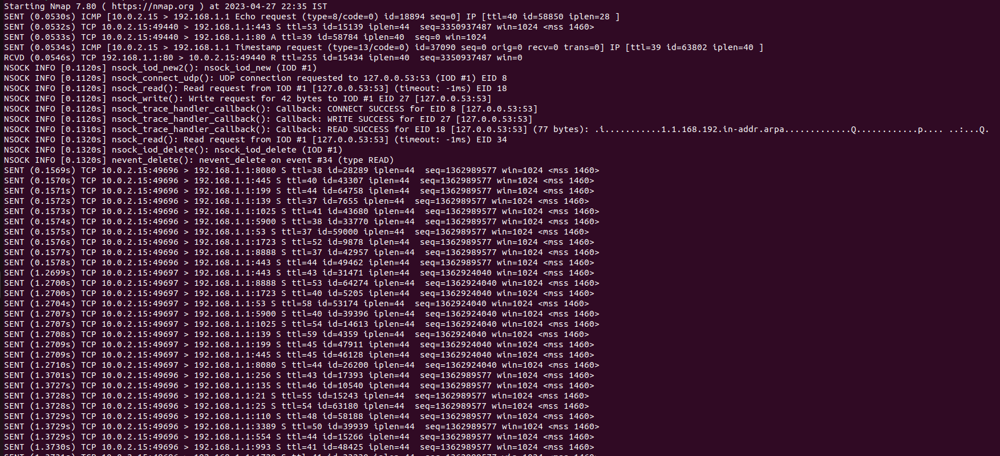 Starting Nmap 7.80 ( https://nmap.org ) at 2023-04-27 22:35 IST
SENT (0.0530s) ICMP [10.0.2.15 > 192.168.1.1 Echo request (type=8/code=0) id=18894 seq=0] IP [ttl=40 id=58850 iplen=28 ]
SENT (0.0532s) TCP 10.0.2.15:49440 > 192.168.1.1:443 S ttl=53 id=15139 iplen=44  seq=3350937487 win=1024 <mss 1460>
SENT (0.0533s) TCP 10.0.2.15:49440 > 192.168.1.1:80 A ttl=39 id=58784 iplen=40  seq=0 win=1024
SENT (0.0534s) ICMP [10.0.2.15 > 192.168.1.1 Timestamp request (type=13/code=0) id=37090 seq=0 orig=0 recv=0 trans=0] IP [ttl=39 id=63802 iplen=40 ]
RCVD (0.0546s) TCP 192.168.1.1:80 > 10.0.2.15:49440 R ttl=255 id=15434 iplen=40  seq=3350937487 win=0
NSOCK INFO [0.1120s] nsock_iod_new2(): nsock_iod_new (IOD #1)
NSOCK INFO [0.1120s] nsock_connect_udp(): UDP connection requested to 127.0.0.53:53 (IOD #1) EID 8
NSOCK INFO [0.1120s] nsock_read(): Read request from IOD #1 [127.0.0.53:53] (timeout: -1ms) EID 18
NSOCK INFO [0.1120s] nsock_write(): Write request for 42 bytes to IOD #1 EID 27 [127.0.0.53:53]
NSOCK INFO [0.1120s] nsock_trace_handler_callback(): Callback: CONNECT SUCCESS for EID 8 [127.0.0.53:53]
NSOCK INFO [0.1120s] nsock_trace_handler_callback(): Callback: WRITE SUCCESS for EID 27 [127.0.0.53:53]
NSOCK INFO [0.1310s] nsock_trace_handler_callback(): Callback: READ SUCCESS for EID 18 [127.0.0.53:53] (77 bytes): .i...........1.1.168.192.in-addr.arpa.............Q............p.... ..:...Q.
NSOCK INFO [0.1320s] nsock_read(): Read request from IOD #1 [127.0.0.53:53] (timeout: -1ms) EID 34
NSOCK INFO [0.1320s] nsock_iod_delete(): nsock_iod_delete (IOD #1)
NSOCK INFO [0.1320s] nevent_delete(): nevent_delete on event #34 (type READ)
SENT (0.1569s) TCP 10.0.2.15:49696 > 192.168.1.1:8080 S ttl=38 id=28289 iplen=44  seq=1362989577 win=1024 <mss 1460>
SENT (0.1570s) TCP 10.0.2.15:49696 > 192.168.1.1:445 S ttl=40 id=43307 iplen=44  seq=1362989577 win=1024 <mss 1460>
SENT (0.1571s) TCP 10.0.2.15:49696 > 192.168.1.1:199 S ttl=44 id=64758 iplen=44  seq=1362989577 win=1024 <mss 1460>
SENT (0.1572s) TCP 10.0.2.15:49696 > 192.168.1.1:139 S ttl=37 id=7655 iplen=44  seq=1362989577 win=1024 <mss 1460>
SENT (0.1573s) TCP 10.0.2.15:49696 > 192.168.1.1:1025 S ttl=41 id=43680 iplen=44  seq=1362989577 win=1024 <mss 1460>
SENT (0.1574s) TCP 10.0.2.15:49696 > 192.168.1.1:5900 S ttl=38 id=33770 iplen=44  seq=1362989577 win=1024 <mss 1460>
SENT (0.1575s) TCP 10.0.2.15:49696 > 192.168.1.1:53 S ttl=37 id=59000 iplen=44  seq=1362989577 win=1024 <mss 1460>
SENT (0.1576s) TCP 10.0.2.15:49696 > 192.168.1.1:1723 S ttl=52 id=9878 iplen=44  seq=1362989577 win=1024 <mss 1460>
SENT (0.1577s) TCP 10.0.2.15:49696 > 192.168.1.1:8888 S ttl=37 id=42957 iplen=44  seq=1362989577 win=1024 <mss 1460>
SENT (0.1578s) TCP 10.0.2.15:49696 > 192.168.1.1:443 S ttl=44 id=49462 iplen=44  seq=1362989577 win=1024 <mss 1460>
SENT (1.2699s) TCP 10.0.2.15:49697 > 192.168.1.1:443 S ttl=43 id=31471 iplen=44  seq=1362924040 win=1024 <mss 1460>
SENT (1.2700s) TCP 10.0.2.15:49697 > 192.168.1.1:8888 S ttl=53 id=64274 iplen=44  seq=1362924040 win=1024 <mss 1460>
SENT (1.2700s) TCP 10.0.2.15:49697 > 192.168.1.1:1723 S ttl=40 id=5205 iplen=44  seq=1362924040 win=1024 <mss 1460>
SENT (1.2704s) TCP 10.0.2.15:49697 > 192.168.1.1:53 S ttl=58 id=53174 iplen=44  seq=1362924040 win=1024 <mss 1460>
SENT (1.2707s) TCP 10.0.2.15:49697 > 192.168.1.1:5900 S ttl=40 id=39396 iplen=44  seq=1362924040 win=1024 <mss 1460>
SENT (1.2707s) TCP 10.0.2.15:49697 > 192.168.1.1:1025 S ttl=54 id=14613 iplen=44  seq=1362924040 win=1024 <mss 1460>
SENT (1.2708s) TCP 10.0.2.15:49697 > 192.168.1.1:139 S ttl=59 id=4359 iplen=44  seq=1362924040 win=1024 <mss 1460>
SENT (1.2709s) TCP 10.0.2.15:49697 > 192.168.1.1:199 S ttl=45 id=47911 iplen=44  seq=1362924040 win=1024 <mss 1460>
SENT (1.2709s) TCP 10.0.2.15:49697 > 192.168.1.1:445 S ttl=45 id=46128 iplen=44  seq=1362924040 win=1024 <mss 1460>
SENT (1.2710s) TCP 10.0.2.15:49697 > 192.168.1.1:8080 S ttl=44 id=26200 iplen=44  seq=1362924040 win=1024 <mss 1460>
SENT (1.3701s) TCP 10.0.2.15:49696 > 192.168.1.1:256 S ttl=43 id=17393 iplen=44  seq=1362989577 win=1024 <mss 1460>
SENT (1.3727s) TCP 10.0.2.15:49696 > 192.168.1.1:135 S ttl=46 id=10540 iplen=44  seq=1362989577 win=1024 <mss 1460>
SENT (1.3728s) TCP 10.0.2.15:49696 > 192.168.1.1:21 S ttl=55 id=15243 iplen=44  seq=1362989577 win=1024 <mss 1460>
SENT (1.3728s) TCP 10.0.2.15:49696 > 192.168.1.1:25 S ttl=54 id=63180 iplen=44  seq=1362989577 win=1024 <mss 1460>
SENT (1.3729s) TCP 10.0.2.15:49696 > 192.168.1.1:110 S ttl=48 id=58188 iplen=44  seq=1362989577 win=1024 <mss 1460>
SENT (1.3729s) TCP 10.0.2.15:49696 > 192.168.1.1:3389 S ttl=50 id=39939 iplen=44  seq=1362989577 win=1024 <mss 1460>
SENT (1.3729s) TCP 10.0.2.15:49696 > 192.168.1.1:554 S ttl=44 id=15266 iplen=44  seq=1362989577 win=1024 <mss 1460>
SENT (1.3730s) TCP 10.0.2.15:49696 > 192.168.1.1:993 S ttl=41 id=48425 iplen=44  seq=1362989577 win=1024 <mss 1460>